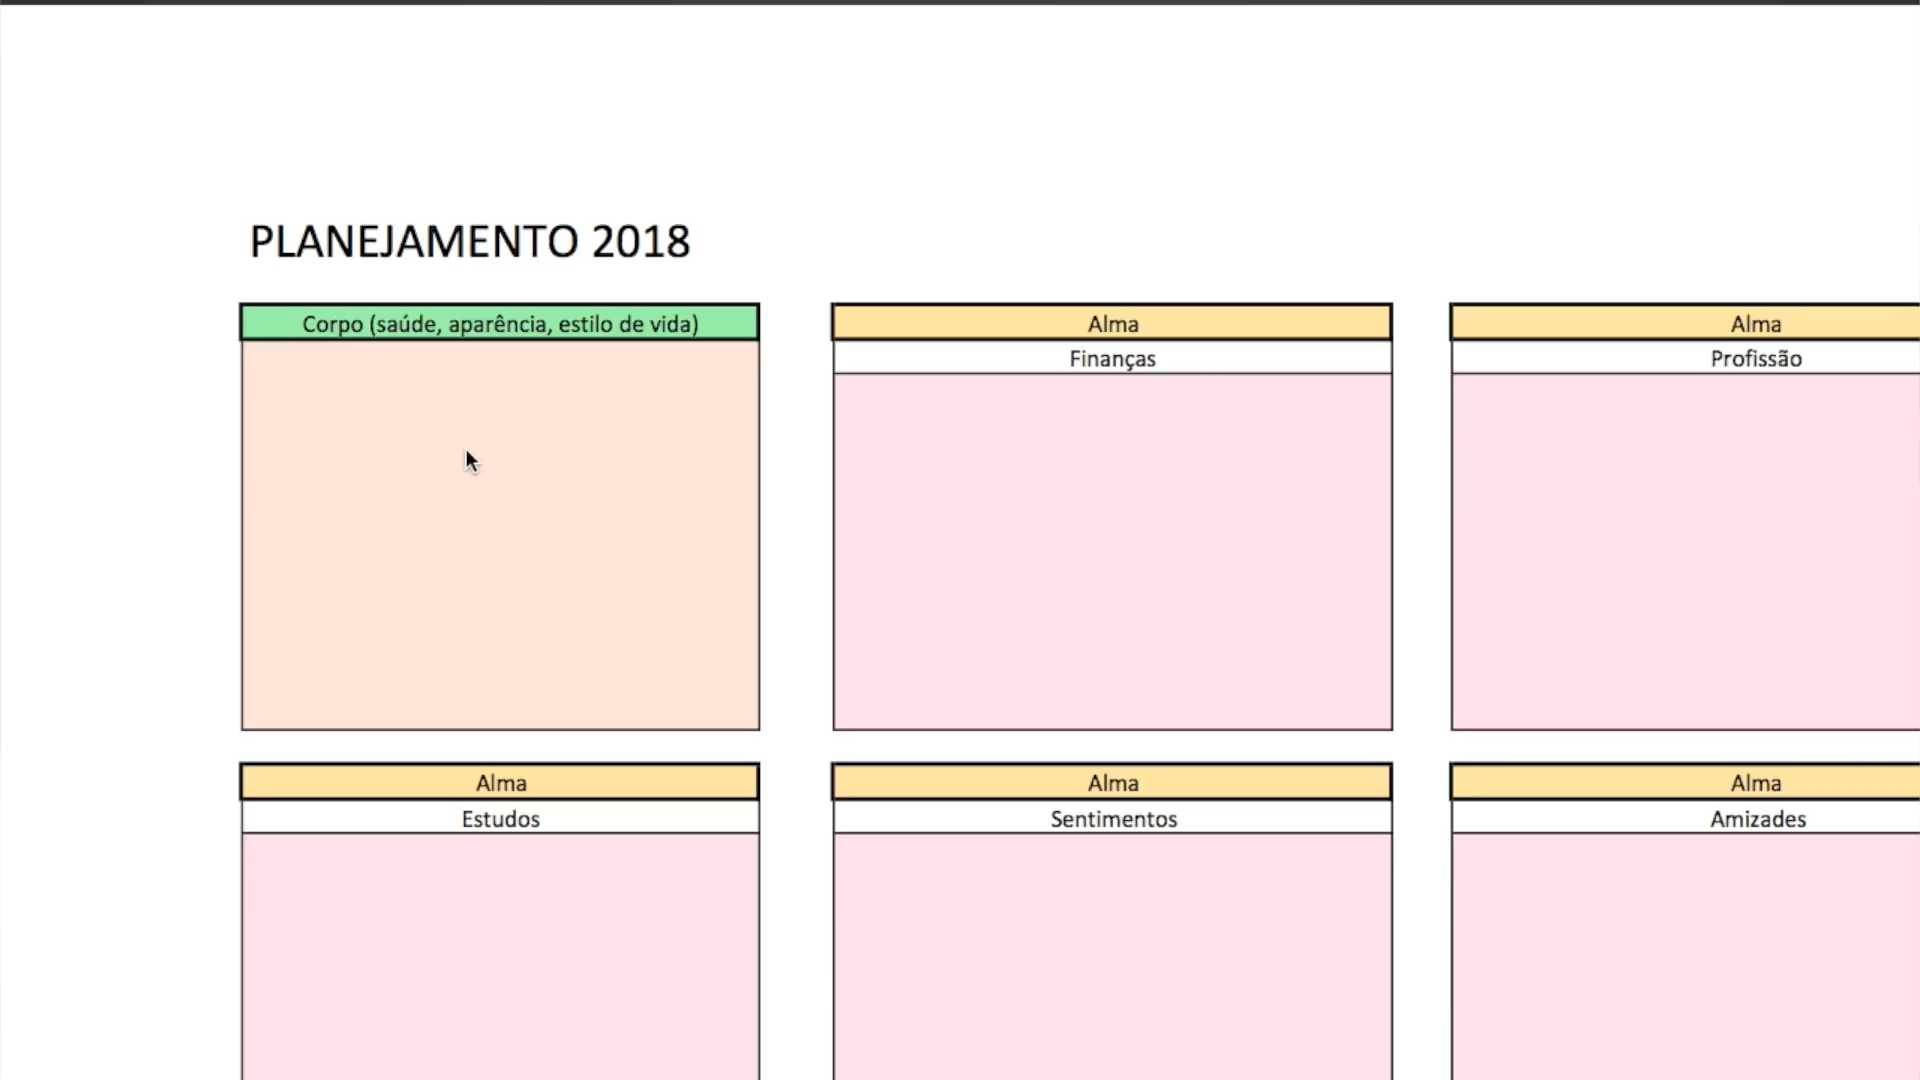 PLANEJAMENTO 2018
Corpo (saúde, aparência, estilo de vida)
Alma
Finanças
Alma
Profissão
Alma
Estudos
Alma
Sentimentos
Alma
Amizades